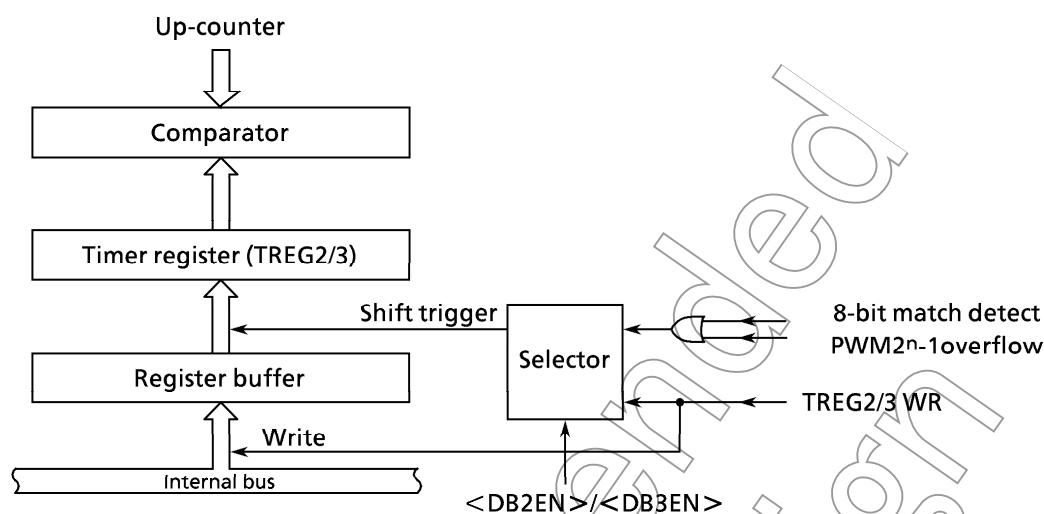 Up-counter
Comparator
Timer register (TREG2/3)
Shift trigger
8-bit match detect
PWM2ⁿ-1overflow
Selector
Register buffer
TREG2/3 WR
Write
Internal bus
<DB2EN>/<DB3EN>
ended